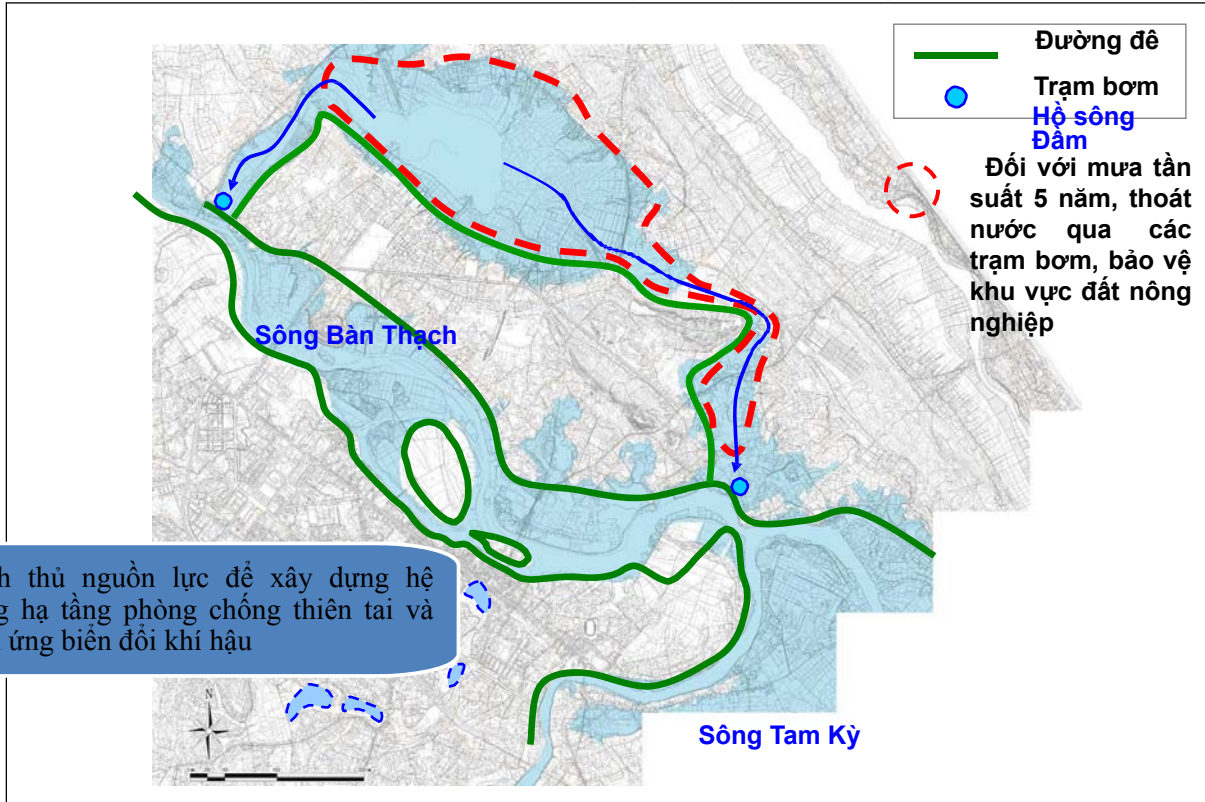 Đường đê
Trạm bơm
Hồ sông
Đầm
Đối với mưa tần
suất 5 năm, thoát
nước qua các
trạm bơm, bảo vệ
khu vực đất nông
nghiệp
Sông Bàn Thạch
h thủ nguồn lực để xây dựng hệ
g hạ tầng phòng chống thiên tai và
ứng biển đổi khí hậu
N
Sông Tam Kỳ